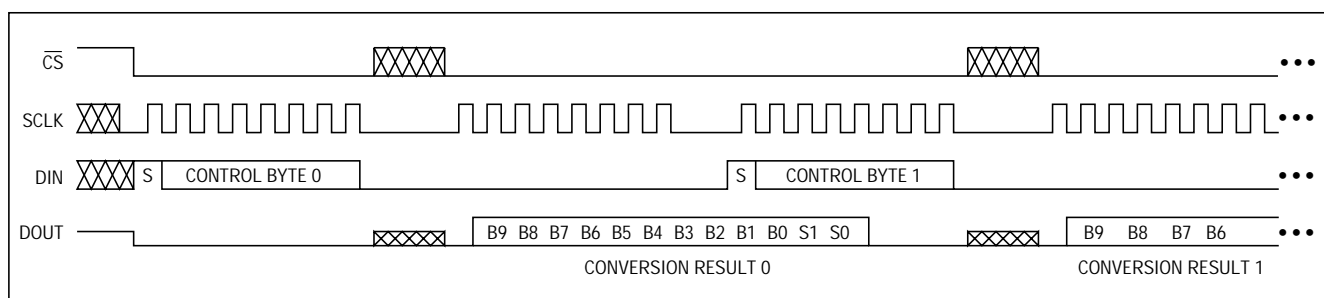 CS •••
SCLK •••
DIN S CONTROL BYTE 0 S CONTROL BYTE 1 •••
DOUT B9 B8 B7 B6 B5 B4 B3 B2 B1 B0 S1 S0 B9 B8 B7 B6 •••
CONVERSION RESULT 0 CONVERSION RESULT 1